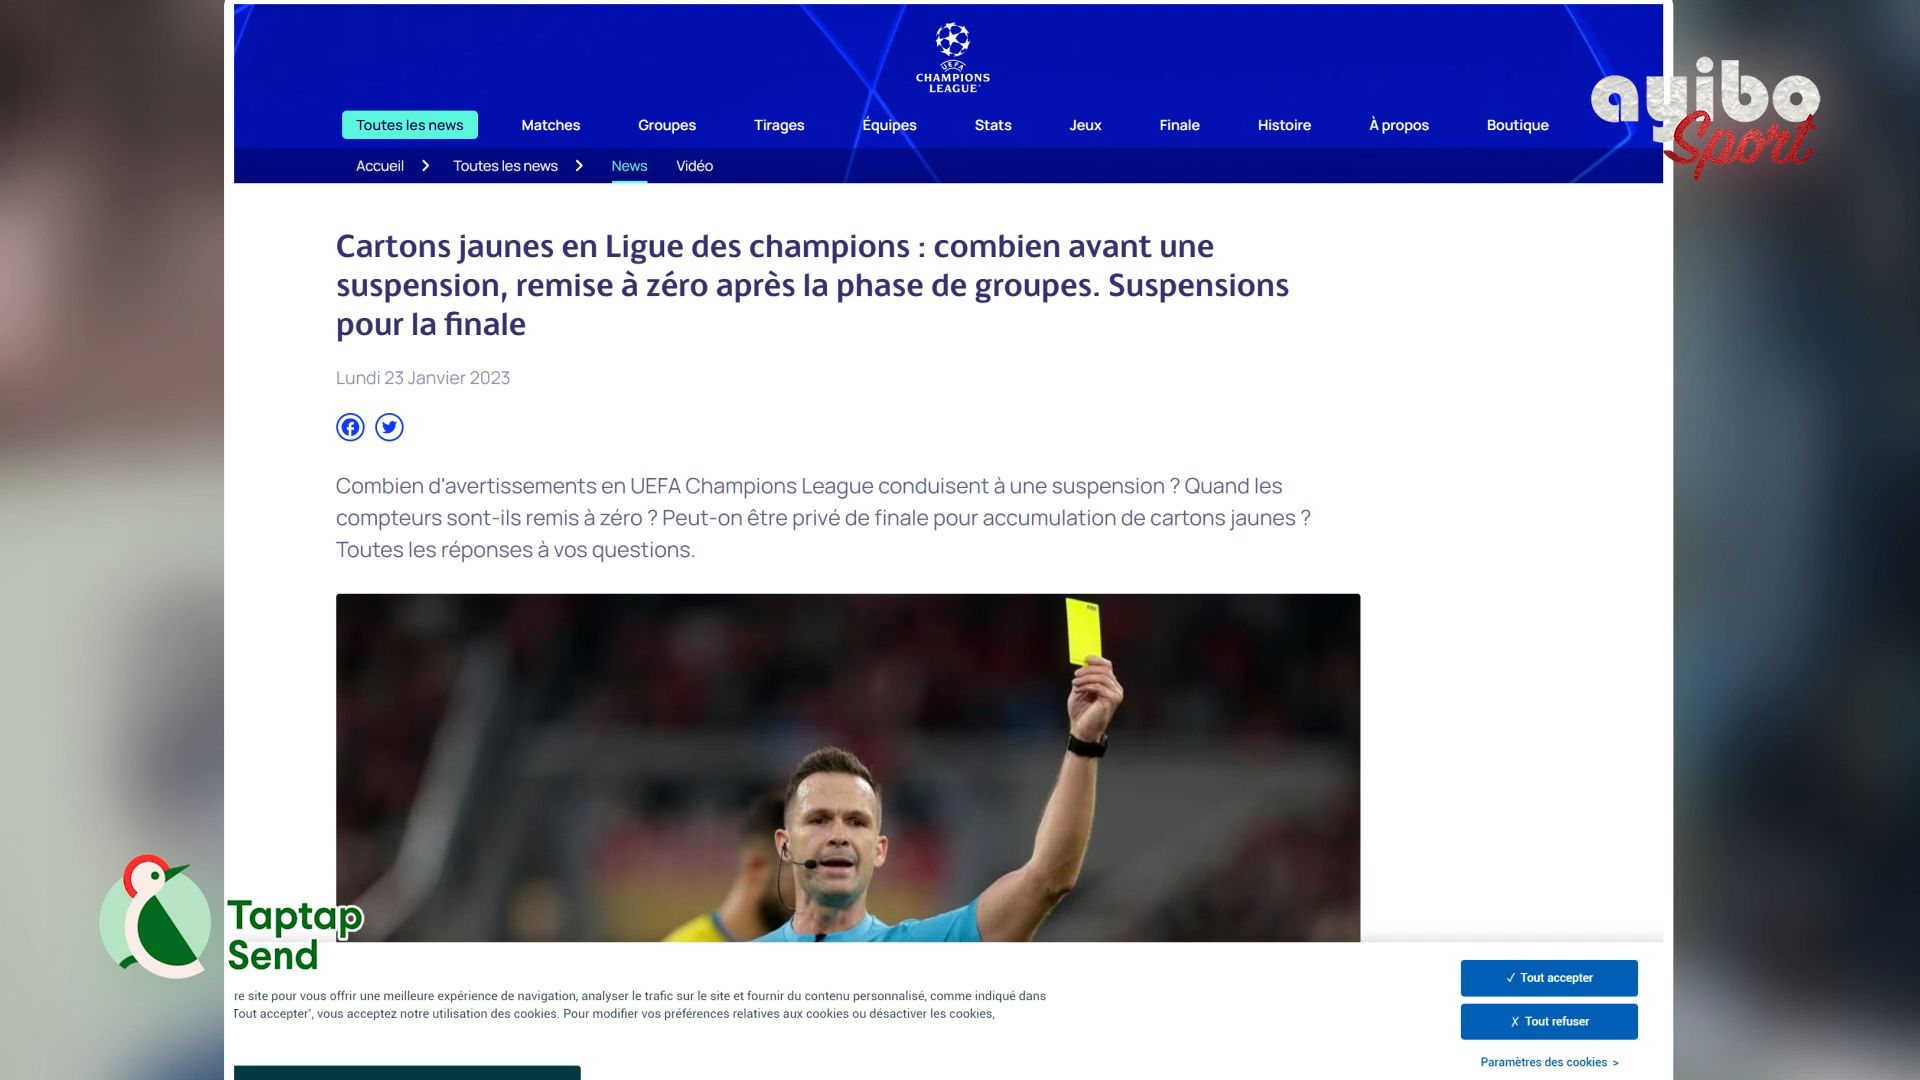 UEFA
CHAMPIONS
LEAGUE
Toutes les news
Matches
Groupes
Tirages
Équipes
Stats
Jeux
Finale
Histoire
À propos
Boutique
ayibo
Sport
Accueil
Toutes les news
News
Vidéo
Cartons jaunes en Ligue des champions : combien avant une
suspension, remise à zéro après la phase de groupes. Suspensions
pour la finale
Lundi 23 Janvier 2023
Combien d'avertissements en UEFA Champions League conduisent à une suspension ? Quand les
compteurs sont-ils remis à zéro ? Peut-on être privé de finale pour accumulation de cartons jaunes ?
Toutes les réponses à vos questions.
Taptap
Send
re site pour vous offrir une meilleure expérience de navigation, analyser le trafic sur le site et fournir du contenu personnalisé, comme indiqué dans
Tout accepter', vous acceptez notre utilisation des cookies. Pour modifier vos préférences relatives aux cookies ou désactiver les cookies,
✓ Tout accepter
✗ Tout refuser
Paramètres des cookies >